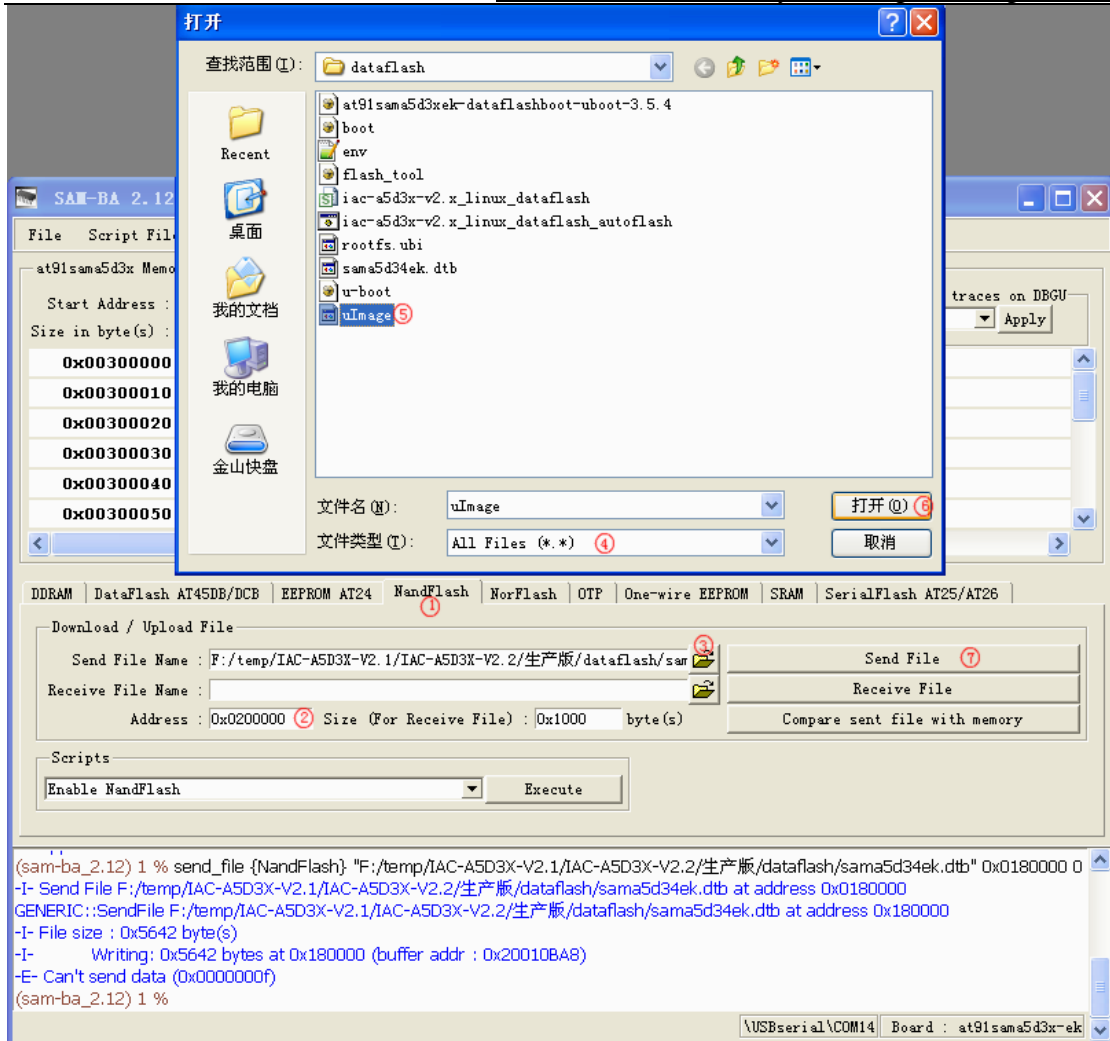 打开
查找范围(I):
dataflash
at91sama5d3xek-dataflashboot-uboot-3.5.4
boot
env
flash_tool
iac-a5d3x-v2.x_linux_dataflash
iac-a5d3x-v2.x_linux_dataflash_autoflash
rootfs.ubi
sama5d34ek.dtb
u-boot
uImage ⑤
Recent
桌面
我的文档
我的电脑
金山快盘
文件名(N):
uImage
打开(O) ⑥
文件类型(T):
All Files (*.*) ④
取消
SAM-BA 2.12
File Script Fil
at91sama5d3x Memo
Start Address :
Size in byte(s) :
traces on DBGU
Apply
0x00300000
0x00300010
0x00300020
0x00300030
0x00300040
0x00300050
DDRAM DataFlash AT45DB/DCB EEPROM AT24 NandFlash NorFlash OTP One-wire EEPROM SRAM SerialFlash AT25/AT26
①
Download / Upload File
Send File Name : F:/temp/IAC-A5D3X-V2.1/IAC-A5D3X-V2.2/生产版/dataflash/sam ③ Send File ⑦
Receive File Name : Receive File
Address : 0x0200000 ② Size (For Receive File) : 0x1000 byte(s) Compare sent file with memory
Scripts
Enable NandFlash Execute
(sam-ba_2.12) 1 % send_file {NandFlash} "F:/temp/IAC-A5D3X-V2.1/IAC-A5D3X-V2.2/生产版/dataflash/sama5d34ek.dtb" 0x0180000 0
-I- Send File F:/temp/IAC-A5D3X-V2.1/IAC-A5D3X-V2.2/生产版/dataflash/sama5d34ek.dtb at address 0x0180000
GENERIC::SendFile F:/temp/IAC-A5D3X-V2.1/IAC-A5D3X-V2.2/生产版/dataflash/sama5d34ek.dtb at address 0x180000
-I- File size : 0x5642 byte(s)
-I- Writing: 0x5642 bytes at 0x180000 (buffer addr : 0x20010BA8)
-E- Can't send data (0x0000000f)
(sam-ba_2.12) 1 %
\USBserial\COM14 Board : at91sama5d3x-ek